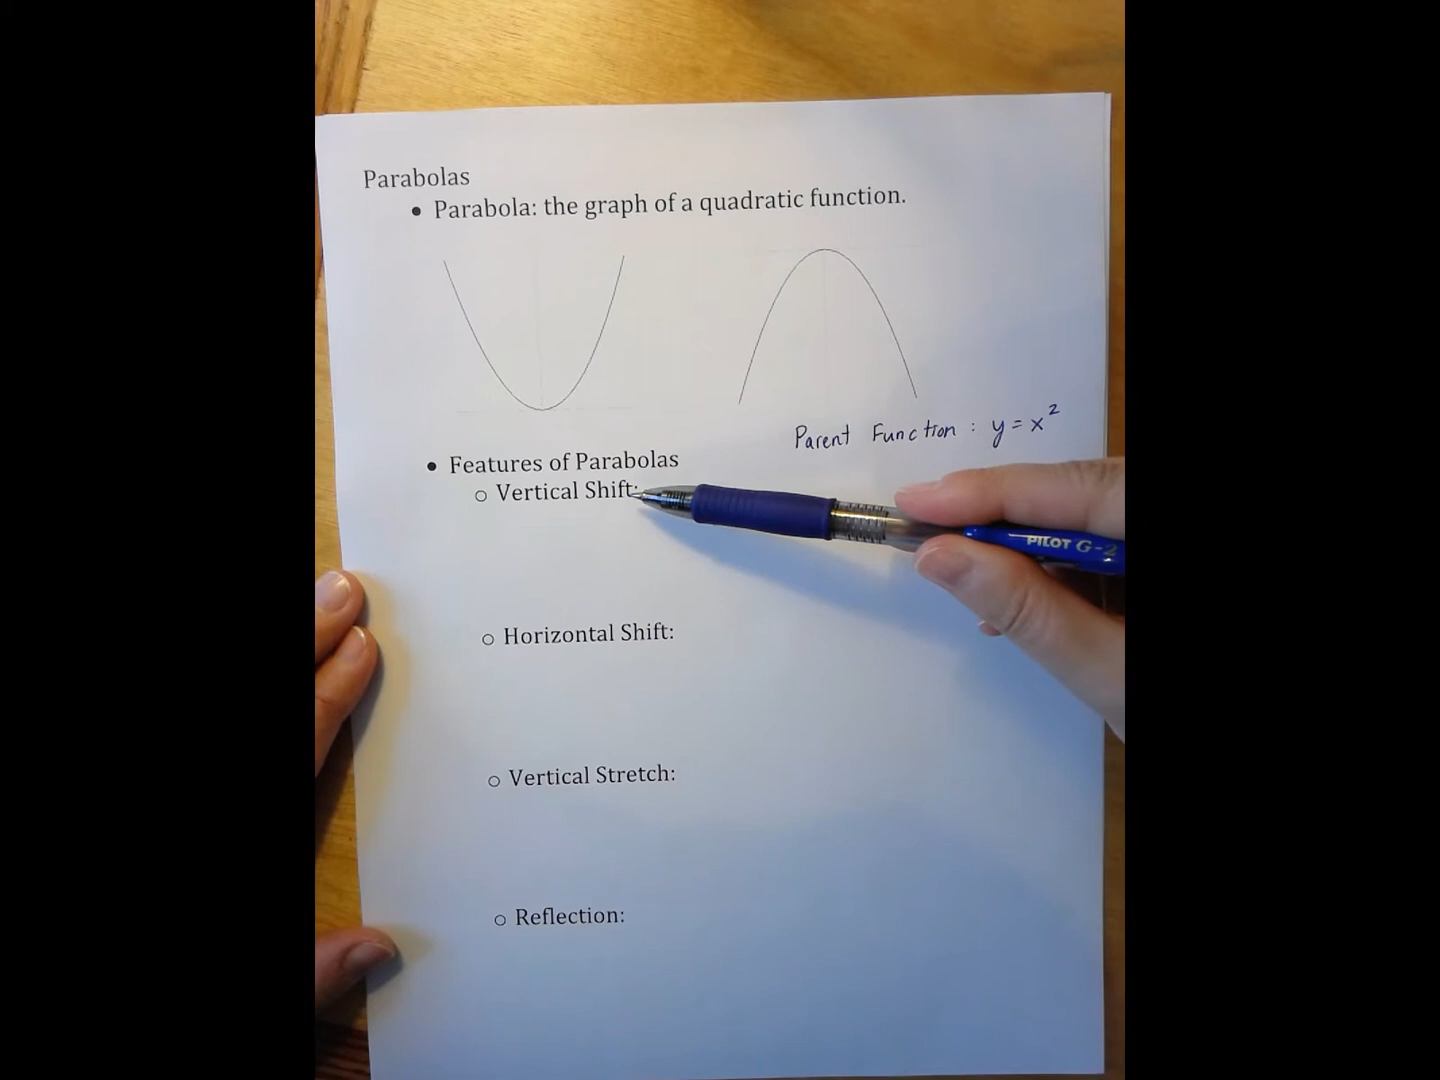 Parabolas
• Parabola: the graph of a quadratic function.
Parent Function : y = x²
• Features of Parabolas
○ Vertical Shift:
PILOT G-2
○ Horizontal Shift:
○ Vertical Stretch:
○ Reflection: